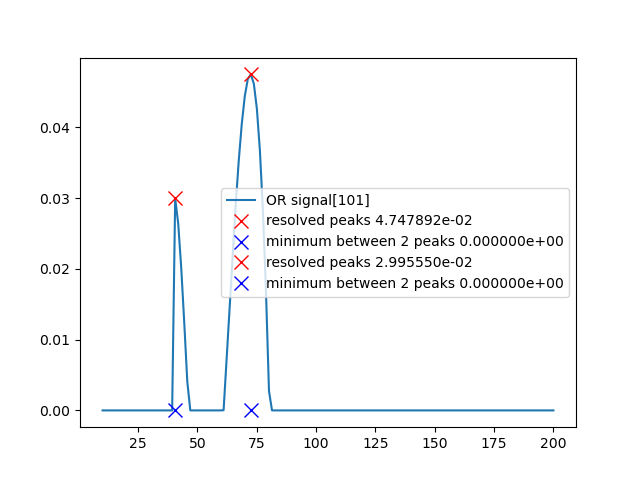 0.04
0.03
0.02
0.01
0.00
OR signal[101]
resolved peaks 4.747892e-02
minimum between 2 peaks 0.000000e+00
resolved peaks 2.995550e-02
minimum between 2 peaks 0.000000e+00
25 50 75 100 125 150 175 200